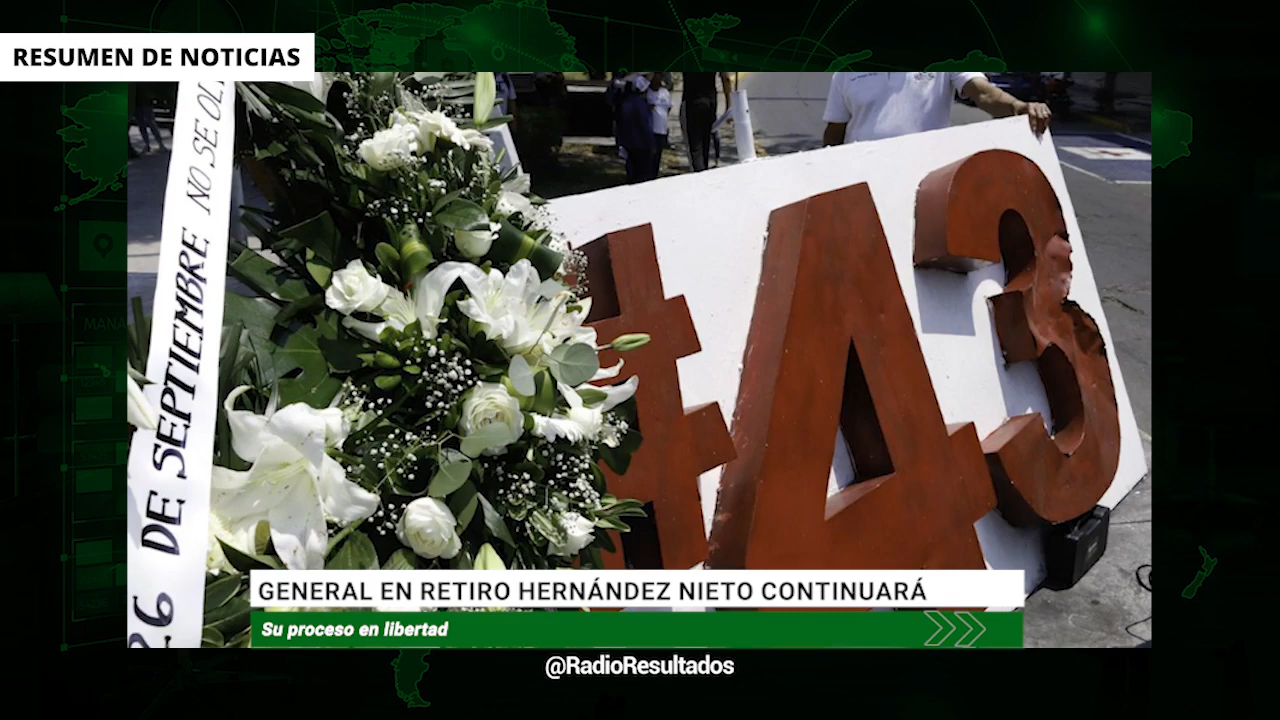 RESUMEN DE NOTICIAS
26 DE SEPTIEMBRE NO SE OL
#43
GENERAL EN RETIRO HERNÁNDEZ NIETO CONTINUARÁ
Su proceso en libertad
@RadioResultados